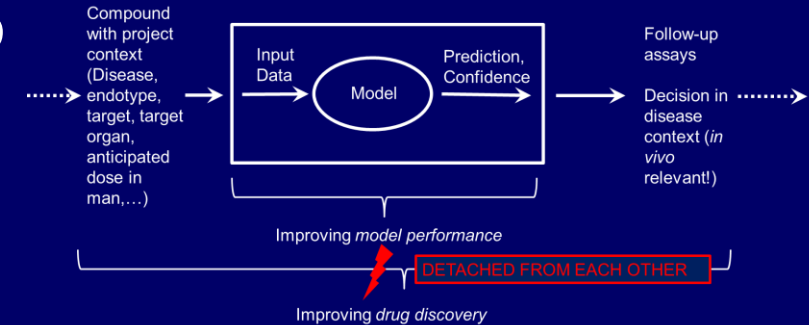 Compound
with project
context
(Disease,
endotype,
target, target
organ,
anticipated
dose in
man,...)
Input
Data
Model
Prediction,
Confidence
Follow-up
assays
Decision in
disease
context (in
vivo
relevant!)
Improving model performance
DETACHED FROM EACH OTHER
Improving drug discovery